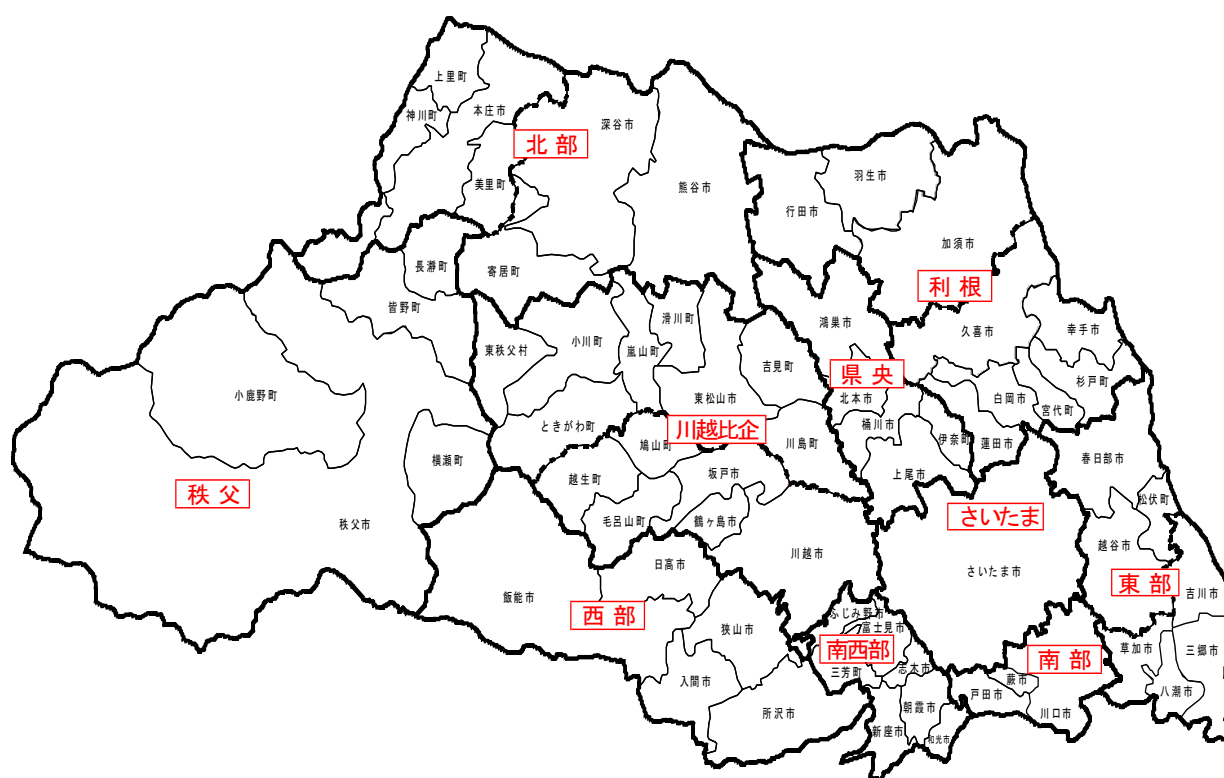 上里町
神川町
本庄市
深谷市
北部
美里町
熊谷市
羽生市
行田市
加須市
利根
長瀞町
寄居町
皆野町
滑川町
鴻巣市
久喜市
幸手市
東秩父村
小川町
嵐山町
吉見町
県央
杉戸町
小鹿野町
東松山市
北本市
白岡市
宮代町
ときがわ町
川越比企
桶川市
伊奈町
蓮田市
鳩山町
川島町
横瀬町
越生町
坂戸市
上尾市
春日部市
秩父
松伏町
秩父市
毛呂山町
鶴ヶ島市
さいたま
川越市
越谷市
日高市
さいたま市
飯能市
西部
東部
吉川市
ふじみ野市
狭山市
富士見市
南西部
草加市
三郷市
入間市
三芳町
志木市
南部
蕨市
戸田市
八潮市
所沢市
朝霞市
川口市
新座市
和光市